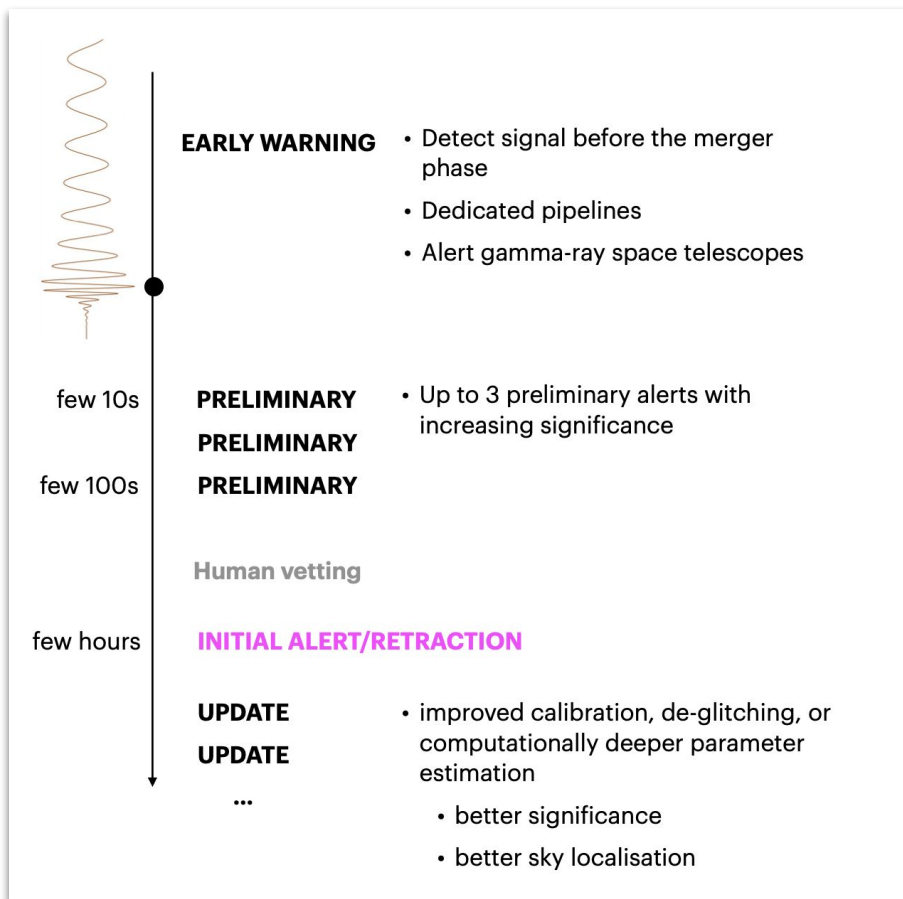 EARLY WARNING
• Detect signal before the merger
phase
• Dedicated pipelines
• Alert gamma-ray space telescopes
few 10s
PRELIMINARY
• Up to 3 preliminary alerts with
increasing significance
PRELIMINARY
few 100s
PRELIMINARY
Human vetting
few hours
INITIAL ALERT/RETRACTION
UPDATE
• improved calibration, de-glitching, or
computationally deeper parameter
estimation
UPDATE
...
• better significance
• better sky localisation